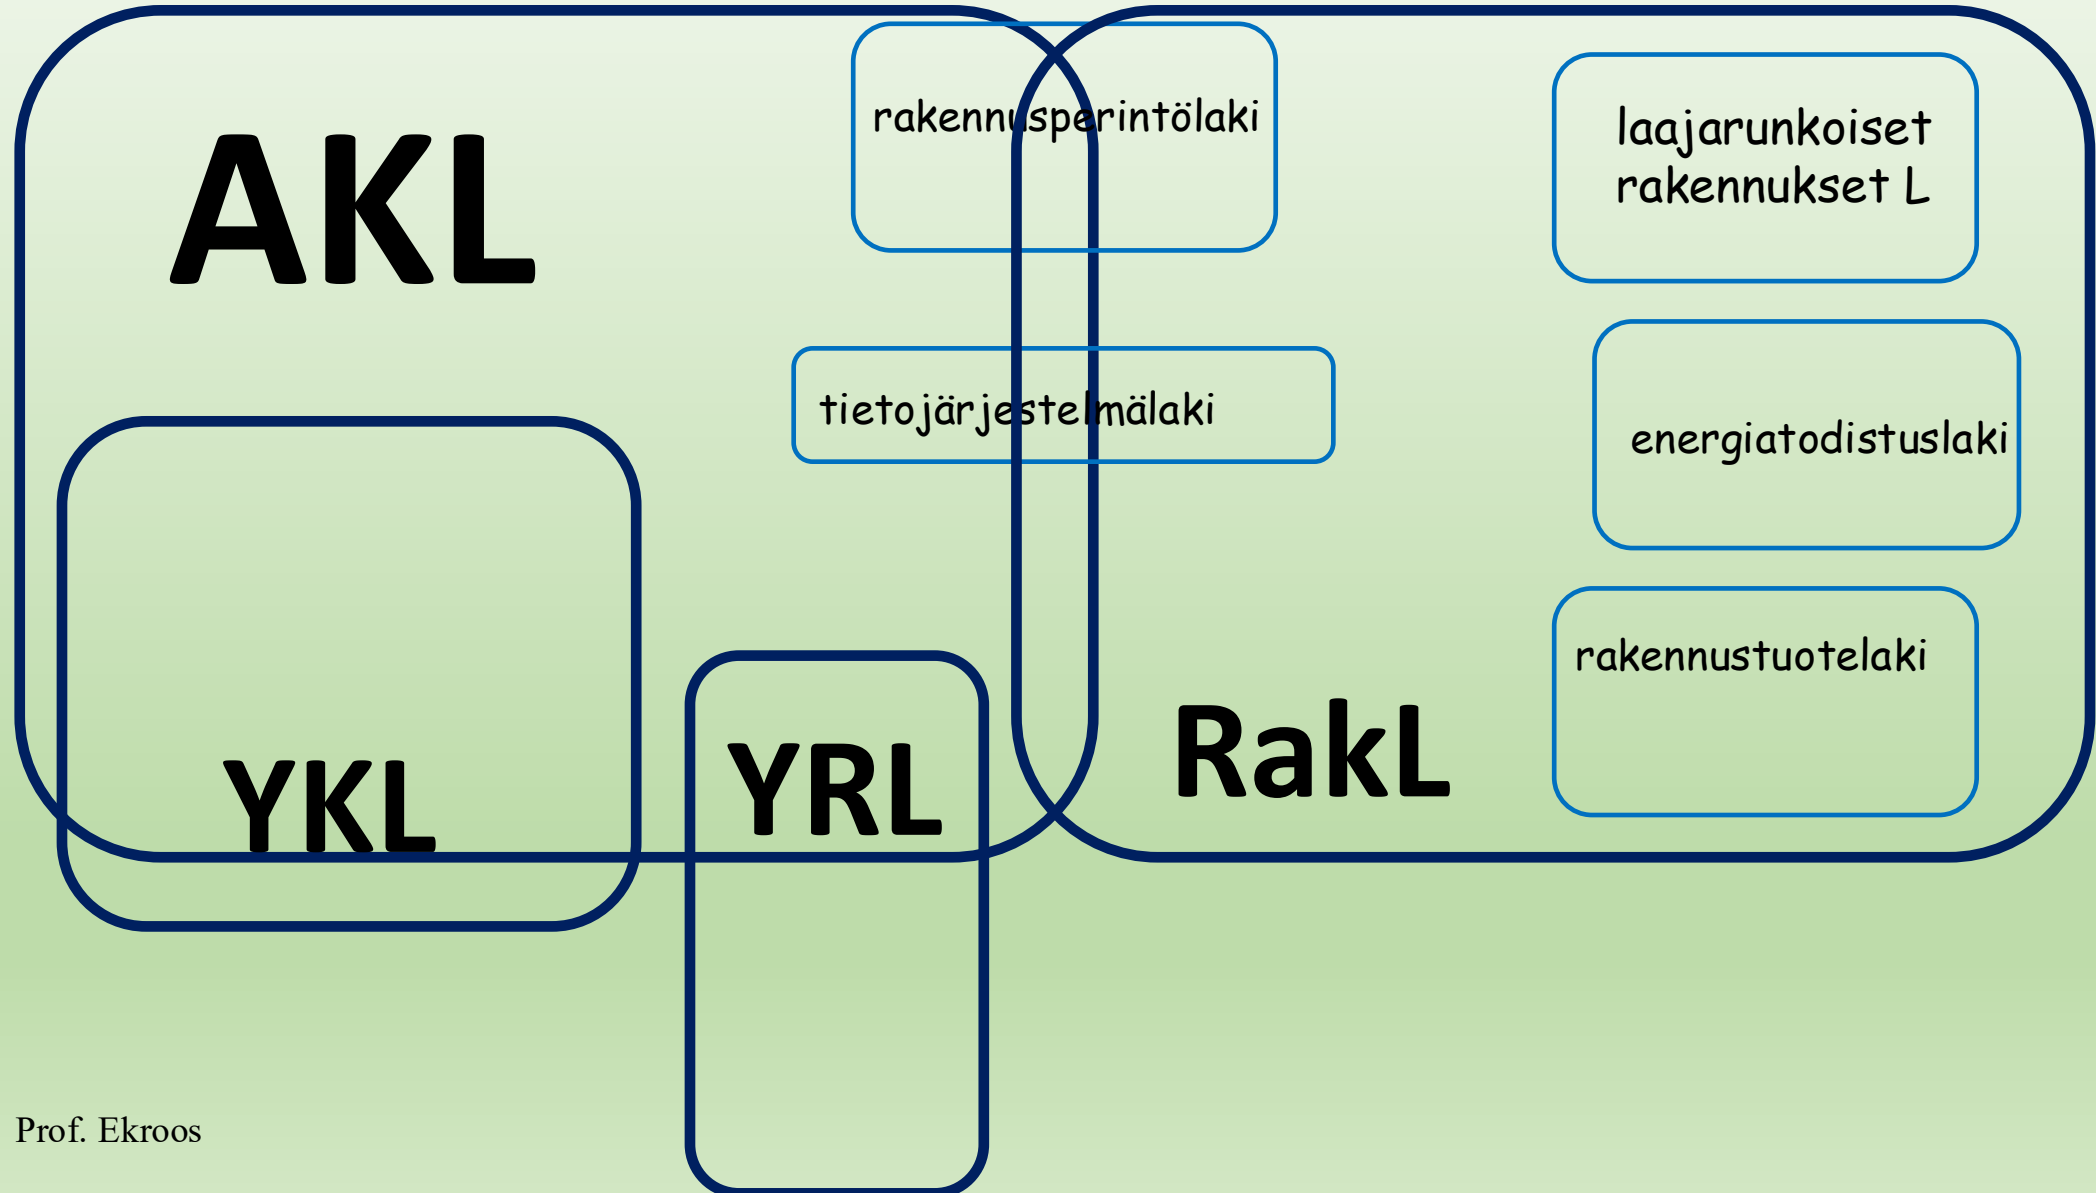 AKL
rakennusperintölaki
laajarunkoiset
rakennukset L
tietojärjestelmälaki
energiatodistuslaki
rakennustuotelaki
YKL
YRL
RakL
Prof. Ekroos